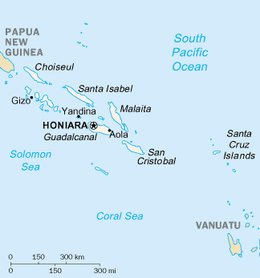 PAPUA
NEW
GUINEA
South
Pacific
Ocean
Choiseul
Santa Isabel
Gizo
Yandina
Malaita
HONIARA
Aola
Guadalcanal
Santa
Cruz
Islands
San
Cristobal
Solomon
Sea
Coral Sea
VANUATU
0 150 300 km
0 150 300 mi